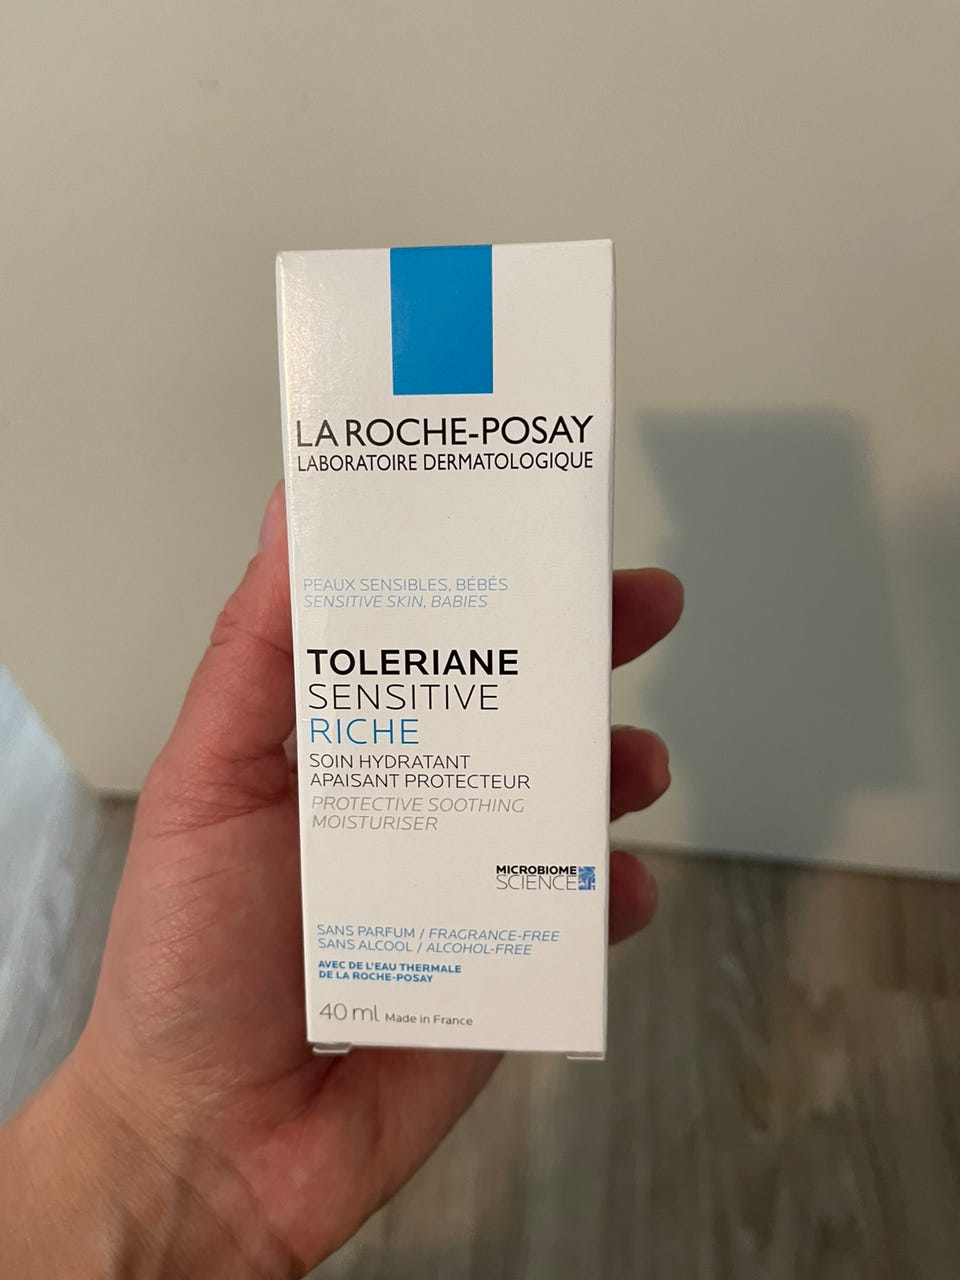 LA ROCHE-POSAY
LABORATOIRE DERMATOLOGIQUE
PEAUX SENSIBLES, BÉBÉS
SENSITIVE SKIN, BABIES
TOLERIANE
SENSITIVE
RICHE
SOIN HYDRATANT
APAISANT PROTECTEUR
PROTECTIVE SOOTHING
MOISTURISER
MICROBIOME
SCIENCE
SANS PARFUM / FRAGRANCE-FREE
SANS ALCOOL / ALCOHOL-FREE
AVEC DE L'EAU THERMALE
DE LA ROCHE-POSAY
40 ml Made in France